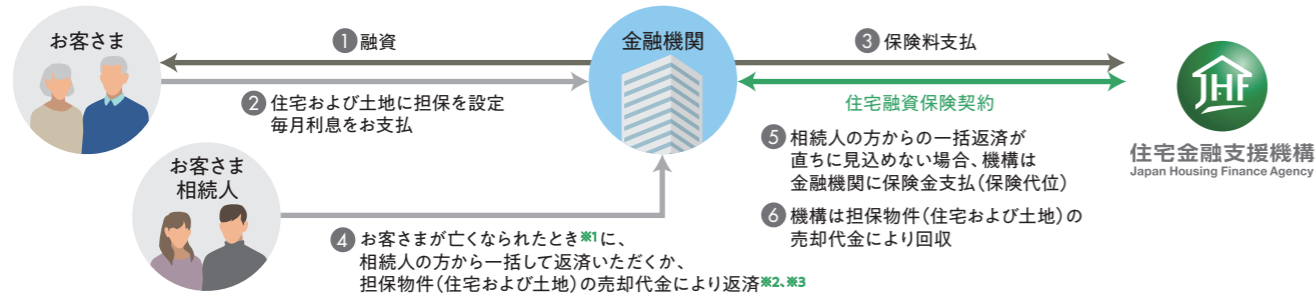 お客さま
① 融資
② 住宅および土地に担保を設定
毎月利息をお支払
金融機関
③ 保険料支払
住宅融資保険契約
⑤ 相続人の方からの一括返済が
直ちに見込めない場合、機構は
金融機関に保険金支払（保険代位）
⑥ 機構は担保物件（住宅および土地）の
売却代金により回収
JHF
住宅金融支援機構
Japan Housing Finance Agency
お客さま
相続人
④ お客さまが亡くなられたとき※1に、
相続人の方から一括して返済いただくか、
担保物件（住宅および土地）の売却代金により返済※2、※3